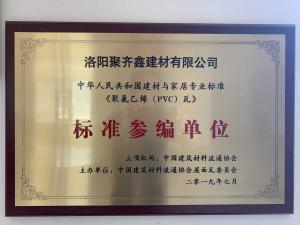 洛阳聚齐鑫建材有限公司
中华人民共和国建材与家居专业标准
《聚氯乙烯（PVC）瓦》
标准参编单位
立项机构：中国建筑材料流通协会
主办单位：中国建筑材料流通协会屋面瓦委员会
二〇一九年七月